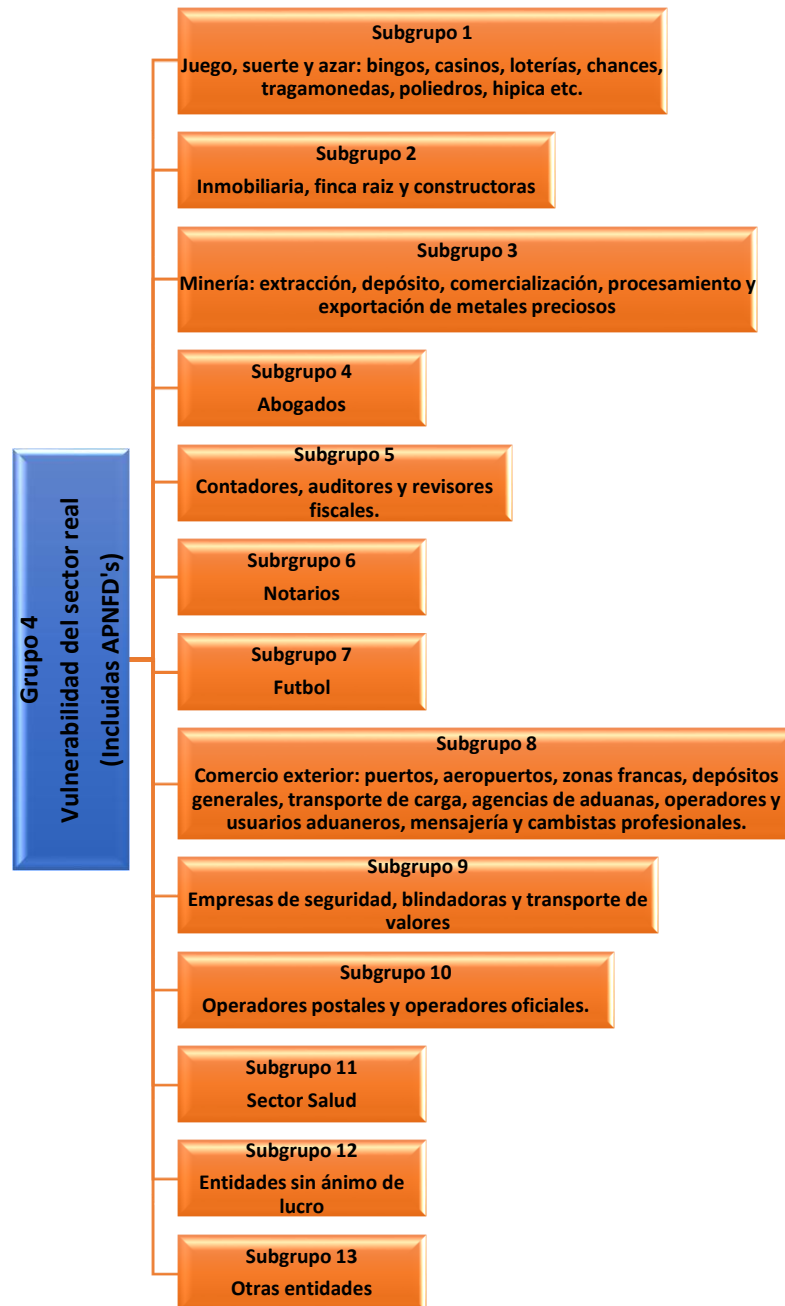 Grupo 4
Vulnerabilidad del sector real
(Incluidas APNFD's)
Subgrupo 1
Juego, suerte y azar: bingos, casinos, loterías, chances,
tragamonedas, poliedros, hipica etc.
Subgrupo 2
Inmobiliaria, finca raiz y constructoras
Subgrupo 3
Minería: extracción, depósito, comercialización, procesamiento y
exportación de metales preciosos
Subgrupo 4
Abogados
Subgrupo 5
Contadores, auditores y revisores
fiscales.
Subrgrupo 6
Notarios
Subgrupo 7
Futbol
Subgrupo 8
Comercio exterior: puertos, aeropuertos, zonas francas, depósitos
generales, transporte de carga, agencias de aduanas, operadores y
usuarios aduaneros, mensajería y cambistas profesionales.
Subgrupo 9
Empresas de seguridad, blindadoras y transporte de
valores
Subgrupo 10
Operadores postales y operadores oficiales.
Subgrupo 11
Sector Salud
Subgrupo 12
Entidades sin ánimo de
lucro
Subgrupo 13
Otras entidades